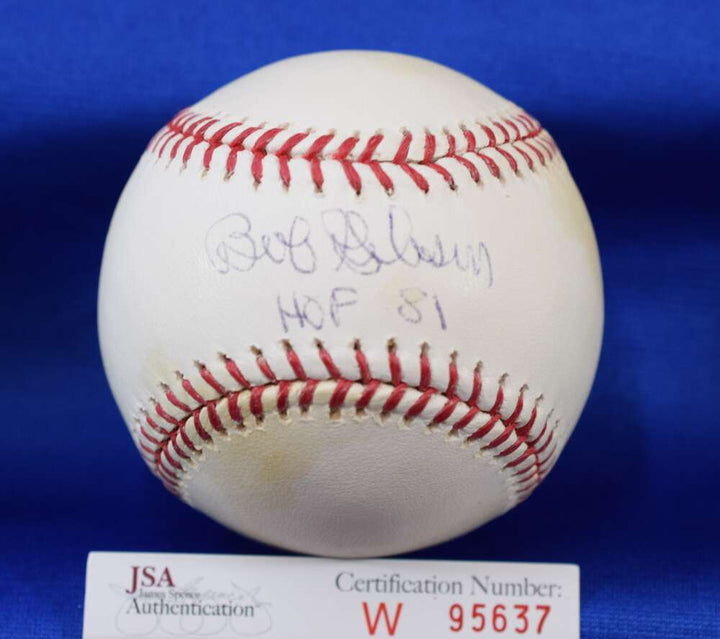 Bob Gibson
HOF 81
JSA
James Spence
Authentication
Certification Number:
W 95637